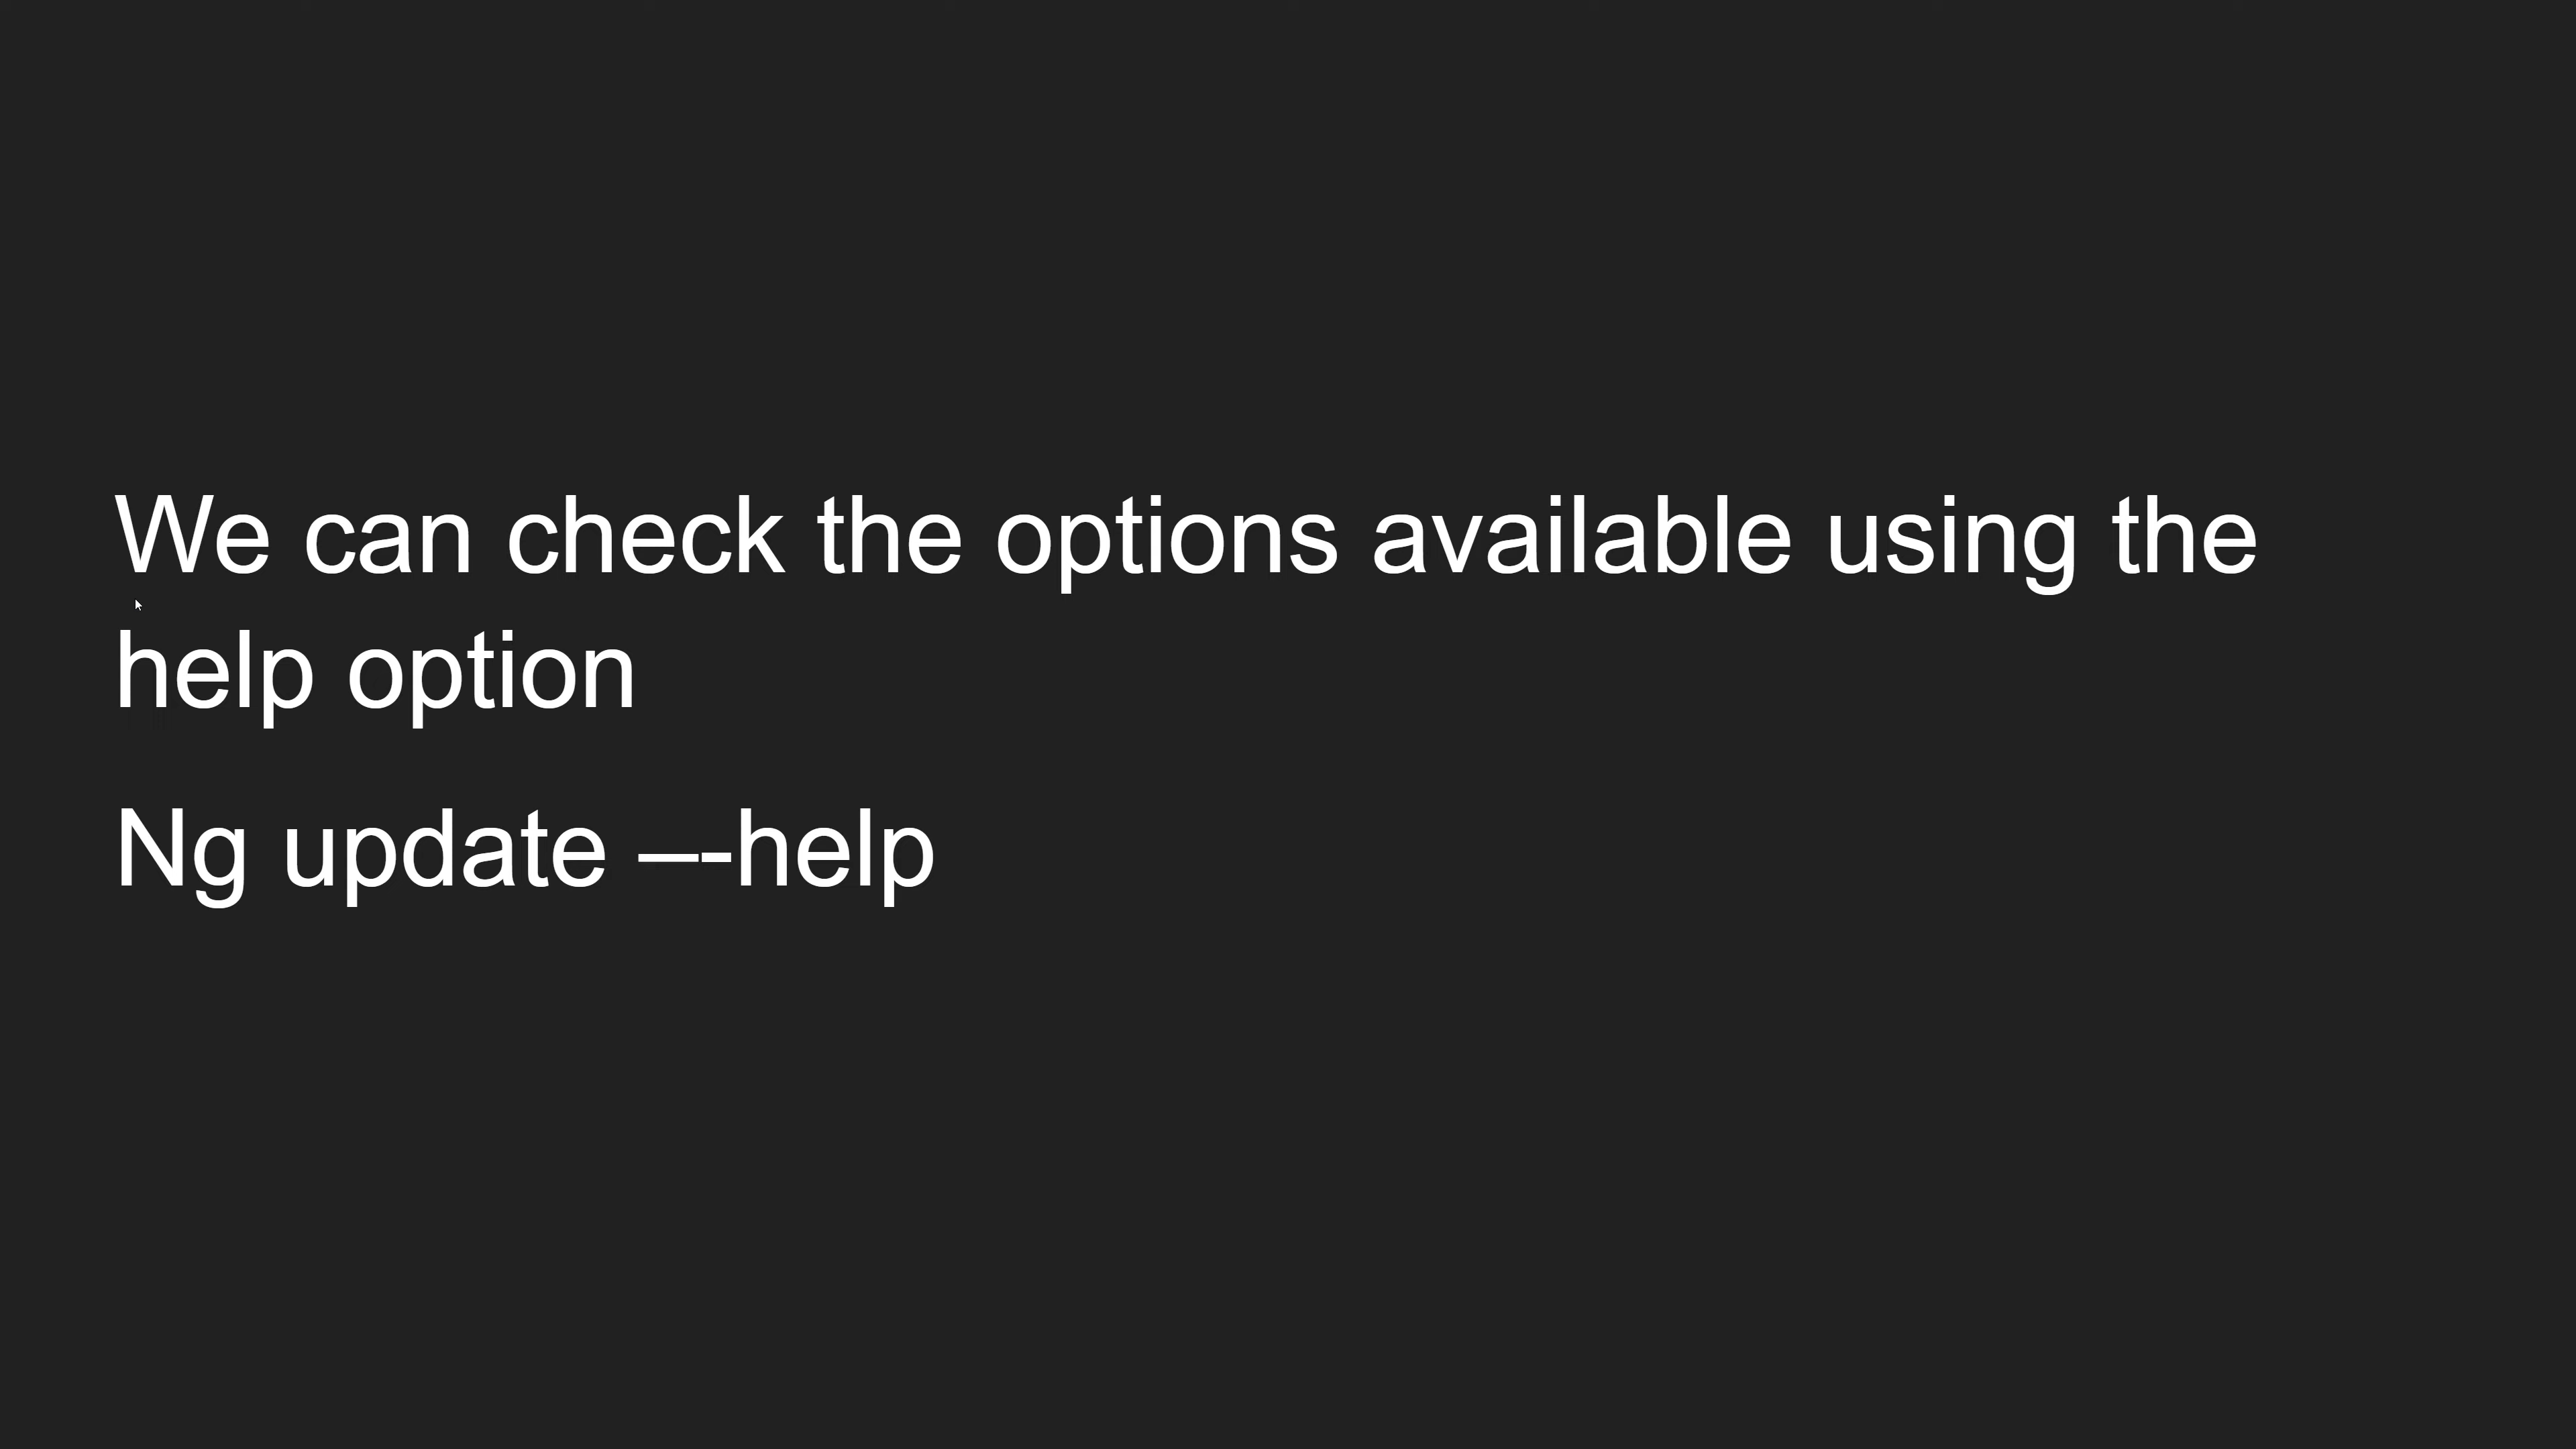 We can check the options available using the
help option
Ng update –-help